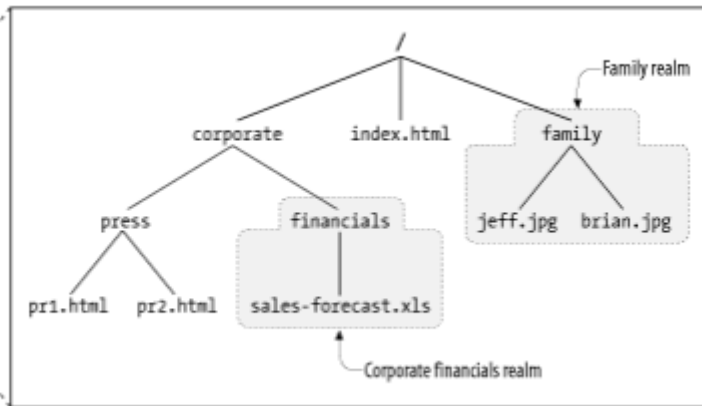 /
Family realm
corporate index.html family
press financials jeff.jpg brian.jpg
pr1.html pr2.html sales-forecast.xls
Corporate financials realm